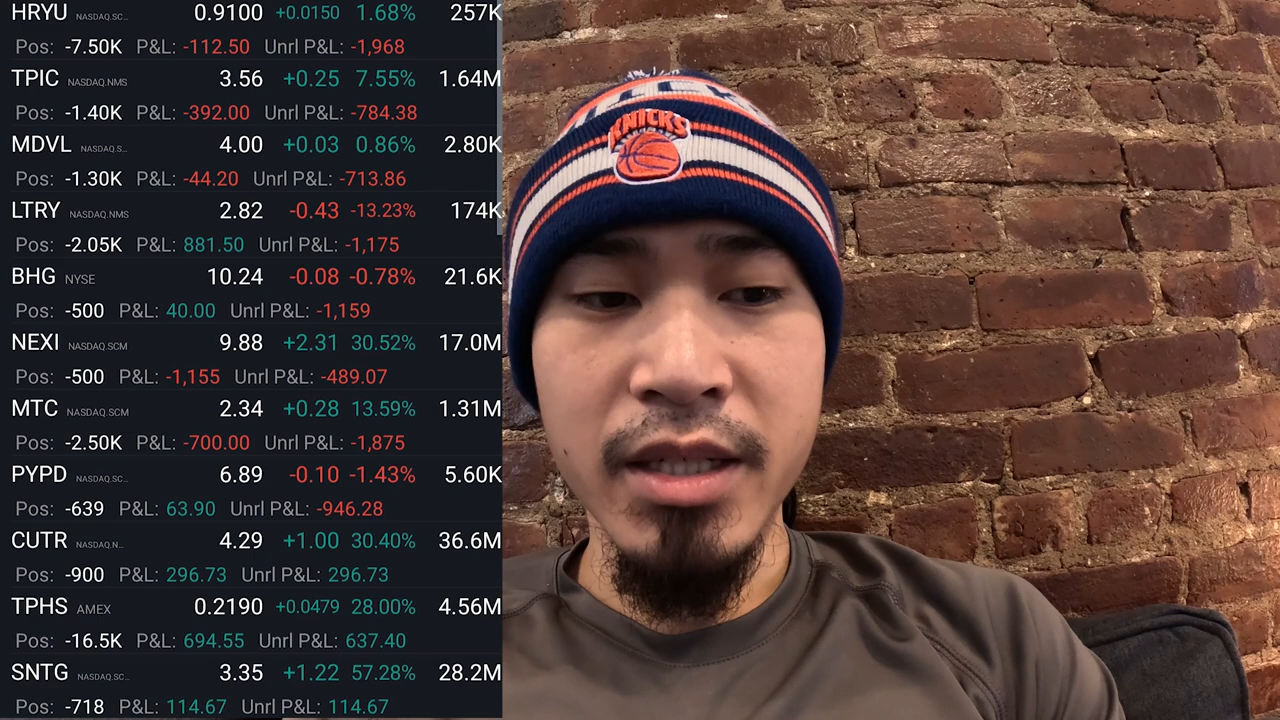 HRYU NASDAQ.SC... 0.9100 +0.0150 1.68% 257K
Pos: -7.50K P&L: -112.50 Unrl P&L: -1,968
TPIC NASDAQ.NMS 3.56 +0.25 7.55% 1.64M
Pos: -1.40K P&L: -392.00 Unrl P&L: -784.38
MDVL NASDAQ.S... 4.00 +0.03 0.86% 2.80K
Pos: -1.30K P&L: -44.20 Unrl P&L: -713.86
LTRY NASDAQ.NMS 2.82 -0.43 -13.23% 174K
Pos: -2.05K P&L: 881.50 Unrl P&L: -1,175
BHG NYSE 10.24 -0.08 -0.78% 21.6K
Pos: -500 P&L: 40.00 Unrl P&L: -1,159
NEXI NASDAQ.SCM 9.88 +2.31 30.52% 17.0M
Pos: -500 P&L: -1,155 Unrl P&L: -489.07
MTC NASDAQ.SCM 2.34 +0.28 13.59% 1.31M
Pos: -2.50K P&L: -700.00 Unrl P&L: -1,875
PYPD NASDAQ.SC... 6.89 -0.10 -1.43% 5.60K
Pos: -639 P&L: 63.90 Unrl P&L: -946.28
CUTR NASDAQ.N... 4.29 +1.00 30.40% 36.6M
Pos: -900 P&L: 296.73 Unrl P&L: 296.73
TPHS AMEX 0.2190 +0.0479 28.00% 4.56M
Pos: -16.5K P&L: 694.55 Unrl P&L: 637.40
SNTG NASDAQ.SC... 3.35 +1.22 57.28% 28.2M
Pos: -718 P&L: 114.67 Unrl P&L: 114.67
KNICKS